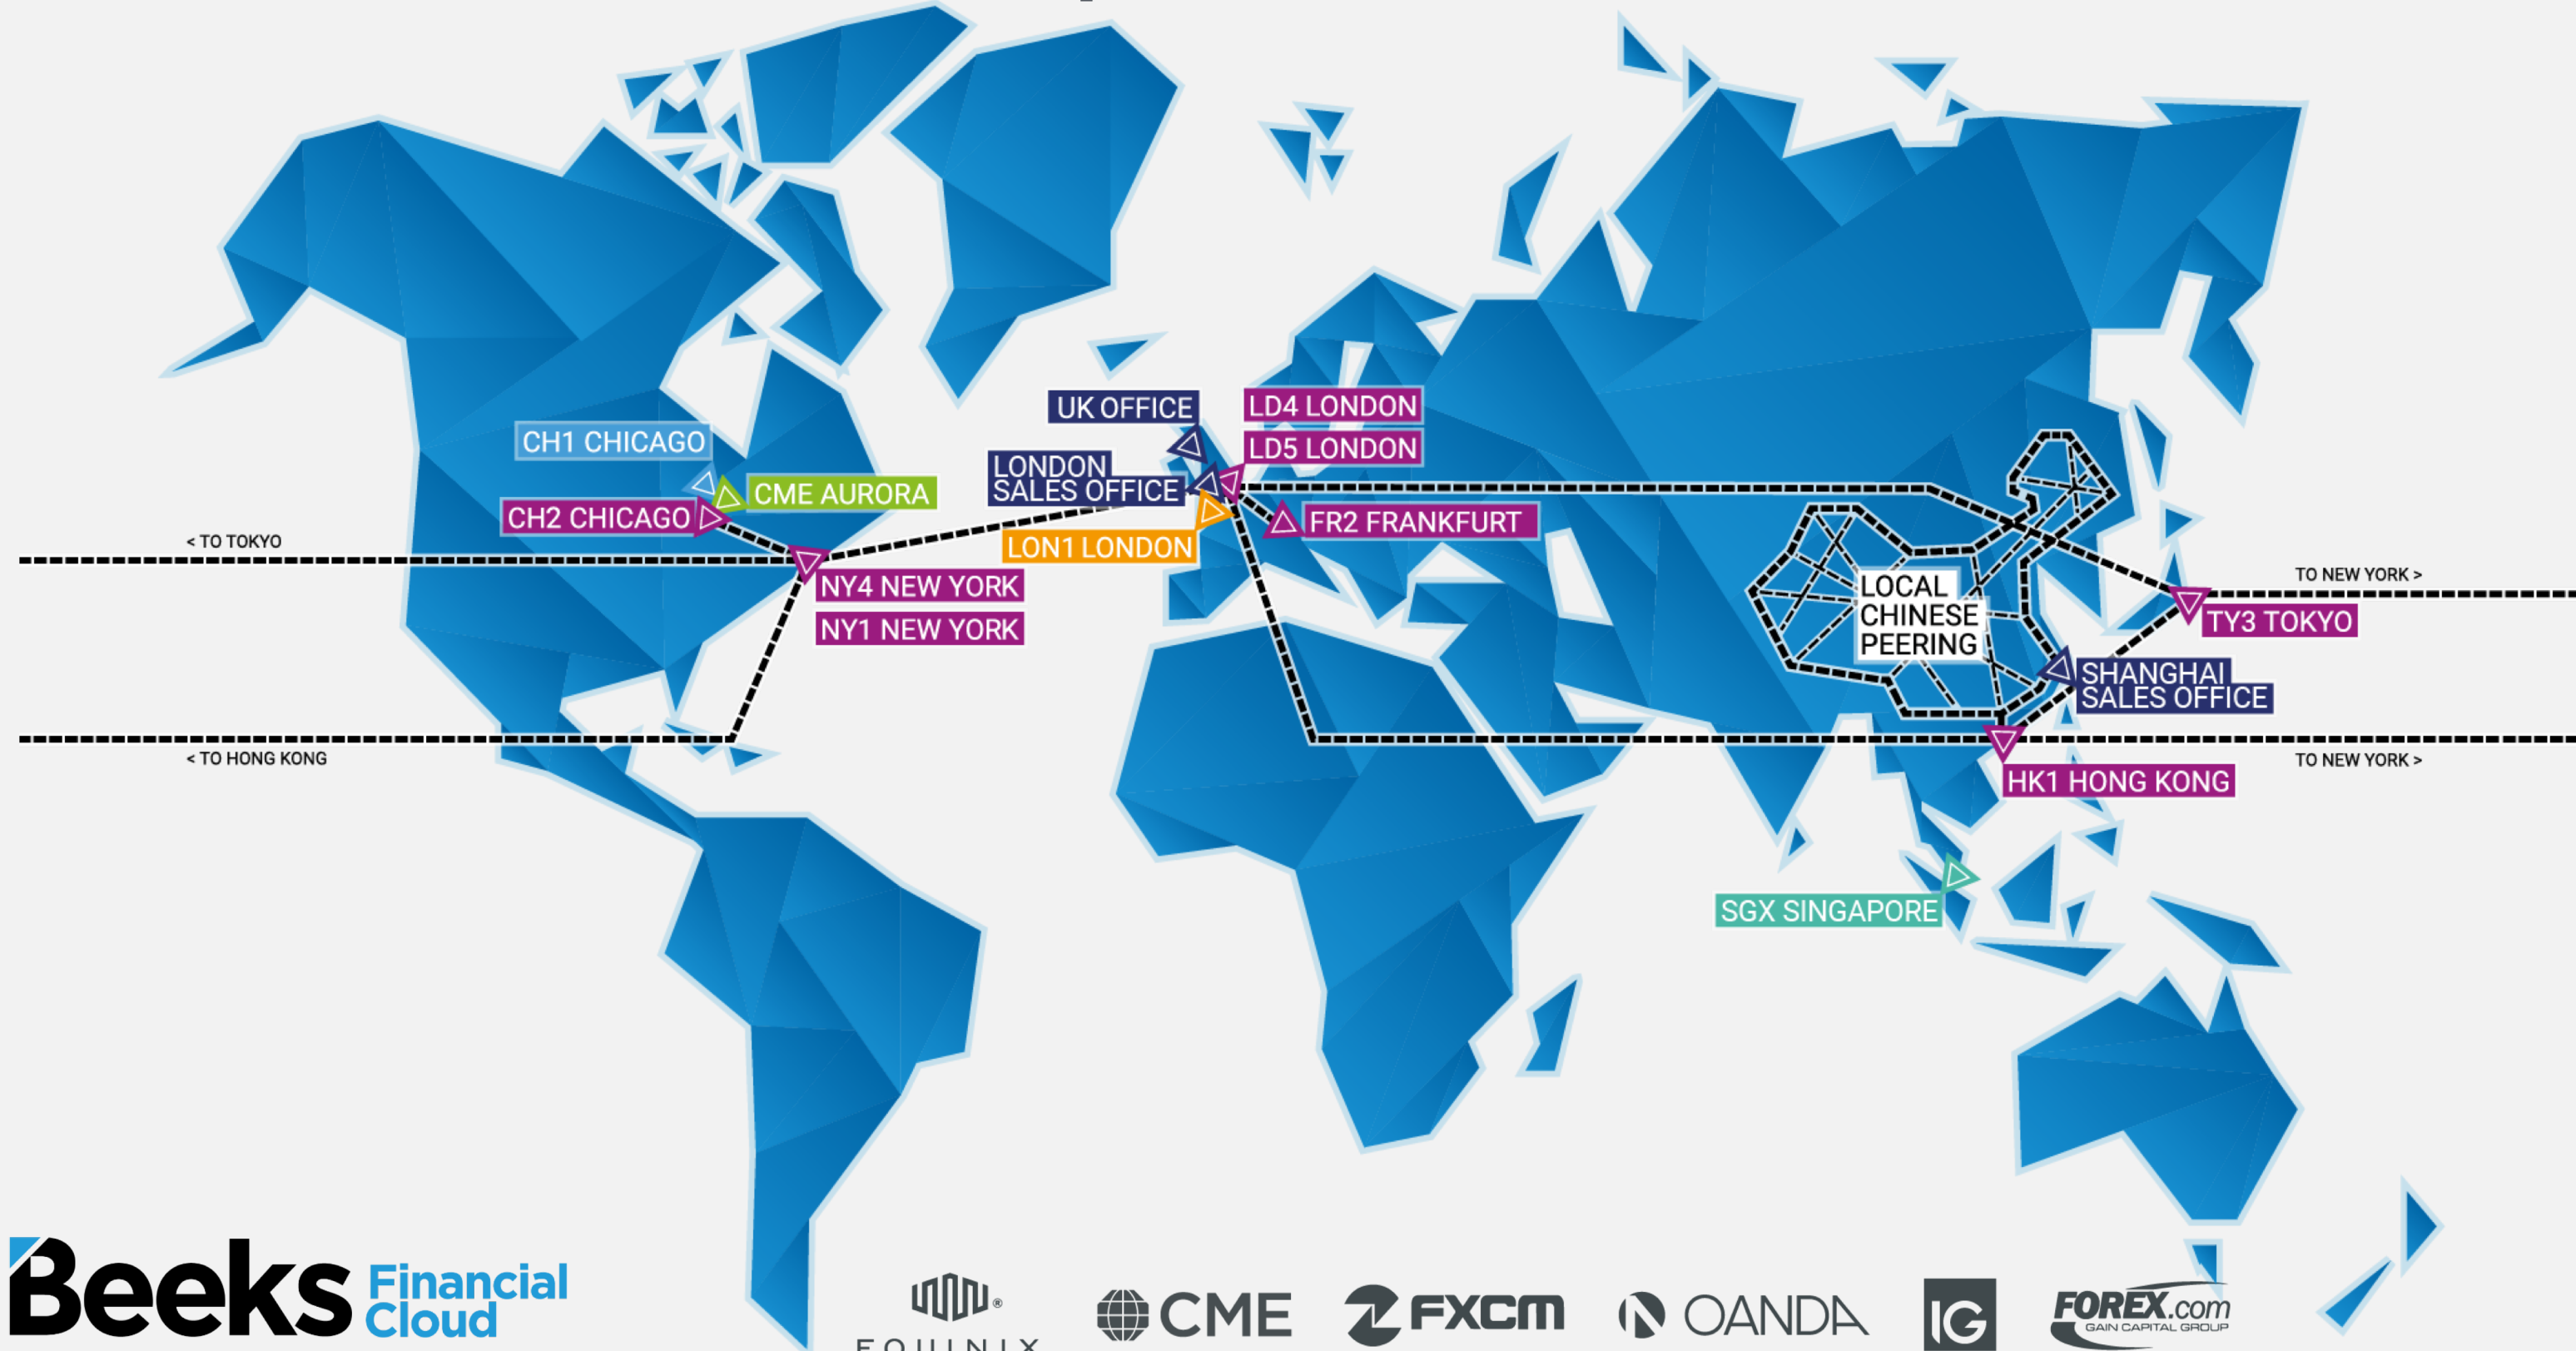 UK OFFICE
LD4 LONDON
LD5 LONDON
CH1 CHICAGO
LONDON
SALES OFFICE
CME AURORA
CH2 CHICAGO
FR2 FRANKFURT
< TO TOKYO
LON1 LONDON
TO NEW YORK >
NY4 NEW YORK
NY1 NEW YORK
LOCAL
CHINESE
PEERING
TY3 TOKYO
SHANGHAI
SALES OFFICE
< TO HONG KONG
TO NEW YORK >
HK1 HONG KONG
SGX SINGAPORE
Beeks Financial
Cloud
EQUINIX
®
CME
FXCM
OANDA
IG
FOREX.com
GAIN CAPITAL GROUP